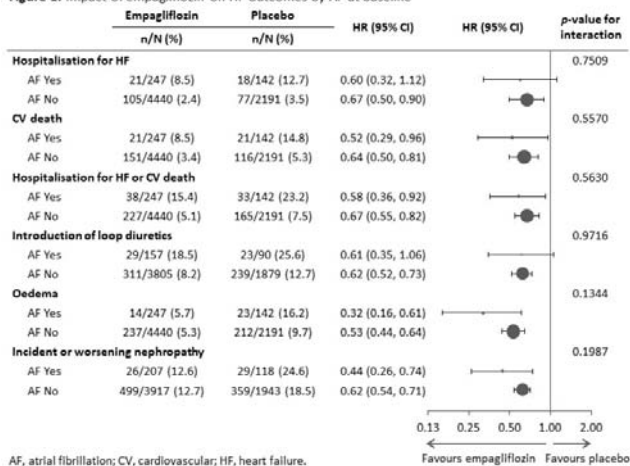 Figure 1. Impact of empagliflozin on HF outcomes by AF at baseline
Empagliflozin Placebo HR (95% CI) HR (95% CI) p-value for interaction
n/N (%) n/N (%)
Hospitalisation for HF 0.7509
AF Yes 21/247 (8.5) 18/142 (12.7) 0.60 (0.32, 1.12)
AF No 105/4440 (2.4) 77/2191 (3.5) 0.67 (0.50, 0.90)
CV death 0.5570
AF Yes 21/247 (8.5) 21/142 (14.8) 0.52 (0.29, 0.96)
AF No 151/4440 (3.4) 116/2191 (5.3) 0.64 (0.50, 0.81)
Hospitalisation for HF or CV death 0.5630
AF Yes 38/247 (15.4) 33/142 (23.2) 0.58 (0.36, 0.92)
AF No 227/4440 (5.1) 165/2191 (7.5) 0.67 (0.55, 0.82)
Introduction of loop diuretics 0.9716
AF Yes 29/157 (18.5) 23/90 (25.6) 0.61 (0.35, 1.06)
AF No 311/3805 (8.2) 239/1879 (12.7) 0.62 (0.52, 0.73)
Oedema 0.1344
AF Yes 14/247 (5.7) 23/142 (16.2) 0.32 (0.16, 0.61)
AF No 237/4440 (5.3) 212/2191 (9.7) 0.53 (0.44, 0.64)
Incident or worsening nephropathy 0.1987
AF Yes 26/207 (12.6) 29/118 (24.6) 0.44 (0.26, 0.74)
AF No 499/3917 (12.7) 359/1943 (18.5) 0.62 (0.54, 0.71)
0.13 0.25 0.50 1.00 2.00
Favours empagliflozin Favours placebo
AF, atrial fibrillation; CV, cardiovascular; HF, heart failure.